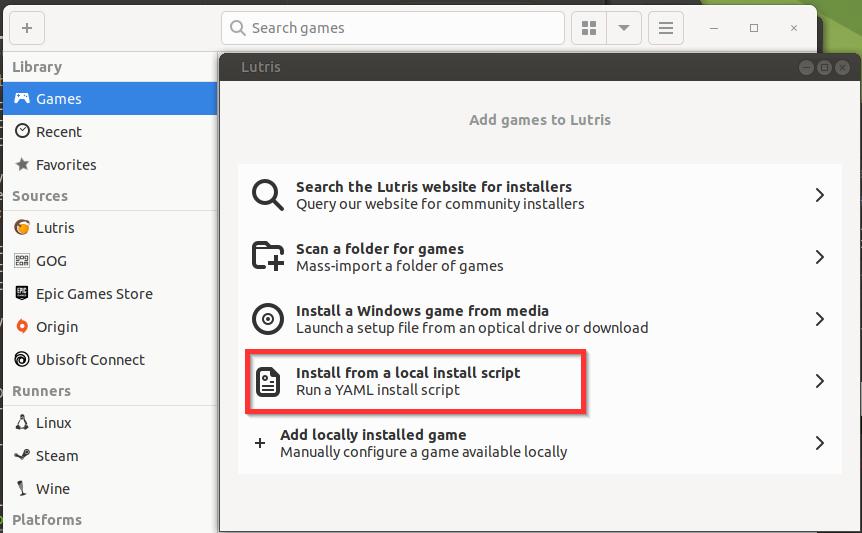 Search games
Library
Games
Recent
Favorites
Sources
Lutris
GOG
Epic Games Store
Origin
Ubisoft Connect
Runners
Linux
Steam
Wine
Platforms
Lutris
Add games to Lutris
Search the Lutris website for installers
Query our website for community installers
Scan a folder for games
Mass-import a folder of games
Install a Windows game from media
Launch a setup file from an optical drive or download
Install from a local install script
Run a YAML install script
Add locally installed game
Manually configure a game available locally